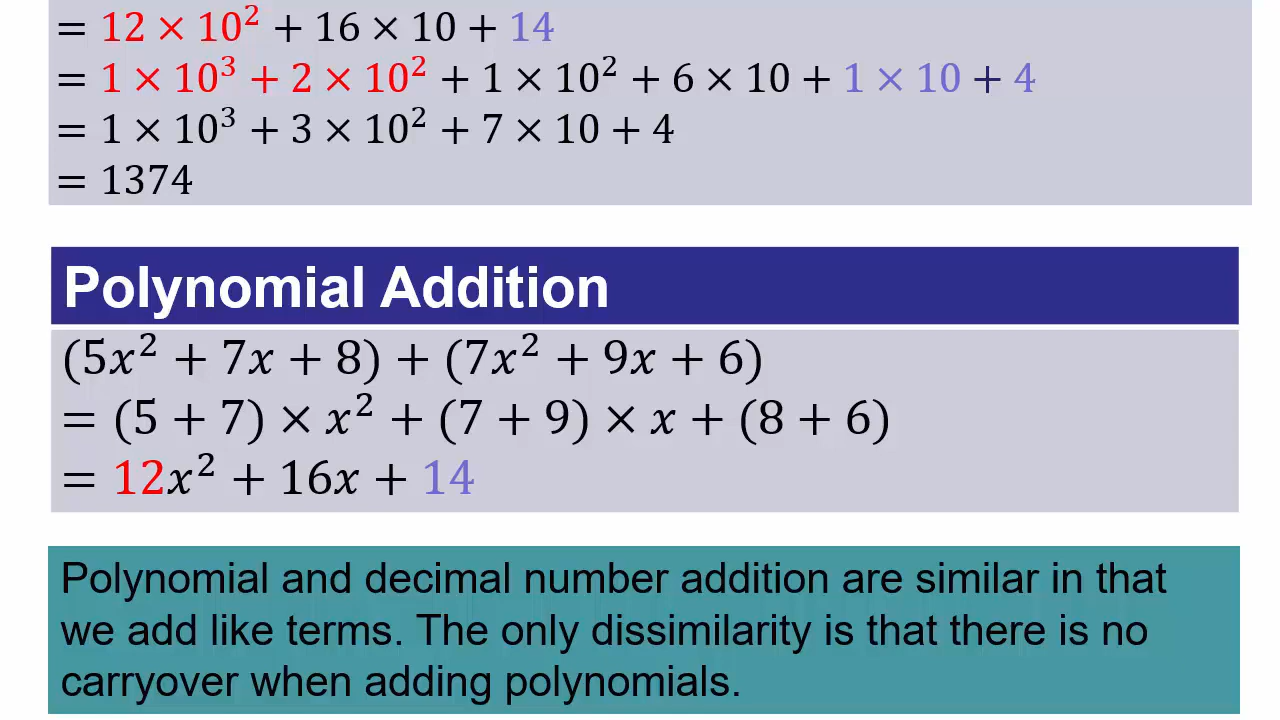 = 12 × 10² + 16 × 10 + 14
= 1 × 10³ + 2 × 10² + 1 × 10² + 6 × 10 + 1 × 10 + 4
= 1 × 10³ + 3 × 10² + 7 × 10 + 4
= 1374
Polynomial Addition
(5x² + 7x + 8) + (7x² + 9x + 6)
= (5 + 7) × x² + (7 + 9) × x + (8 + 6)
= 12x² + 16x + 14
Polynomial and decimal number addition are similar in that
we add like terms. The only dissimilarity is that there is no
carryover when adding polynomials.